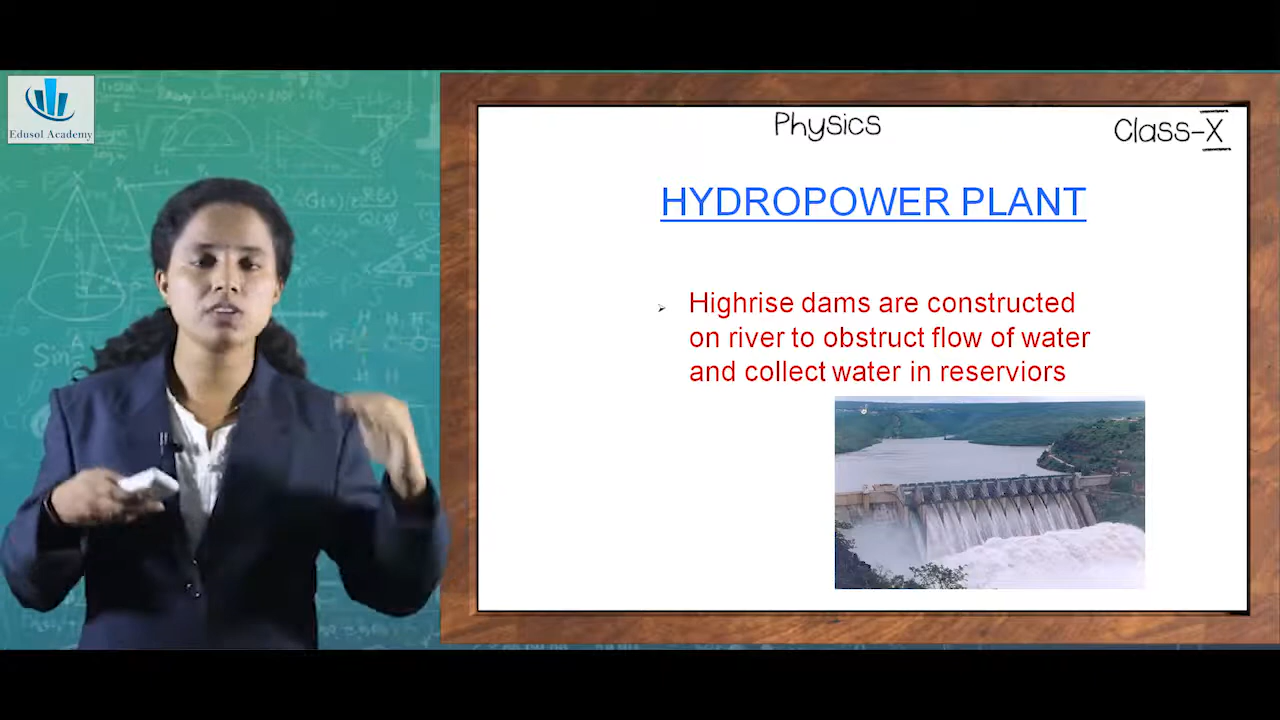 Edusol Academy
Physics
Class-X
HYDROPOWER PLANT
Highrise dams are constructed
on river to obstruct flow of water
and collect water in reserviors